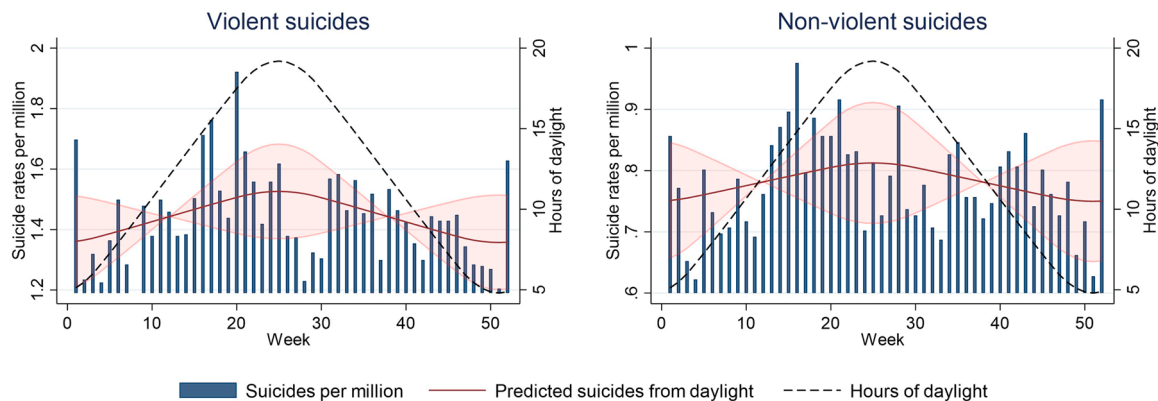 Violent suicides
Suicide rates per million
2
1.8
1.6
1.4
1.2
20
15
10
5
Hours of daylight
0 10 20 30 40 50
Week
Non-violent suicides
Suicide rates per million
1
.9
.8
.7
.6
20
15
10
5
Hours of daylight
0 10 20 30 40 50
Week
Suicides per million Predicted suicides from daylight Hours of daylight